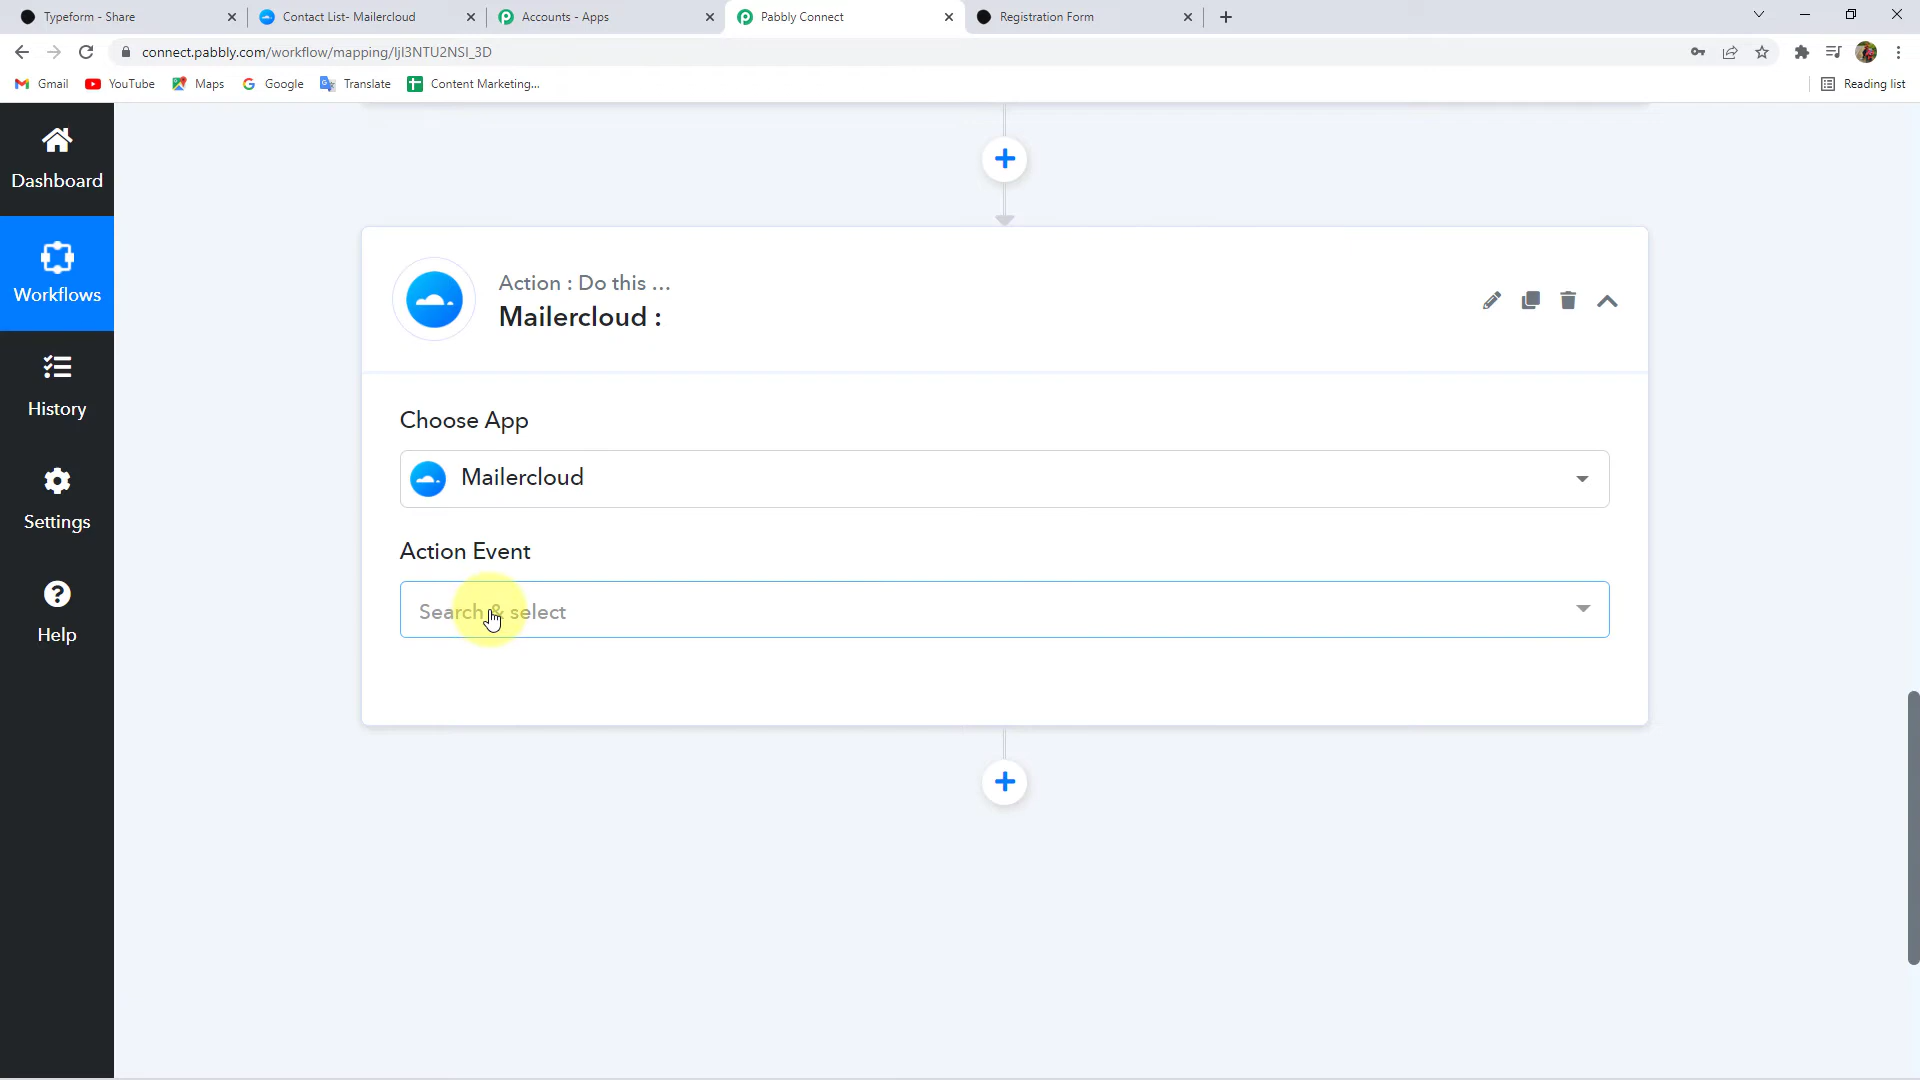 Typeform - Share
Contact List- Mailercloud
Accounts - Apps
Pabbly Connect
Registration Form
connect.pabbly.com/workflow/mapping/IjI3NTU2NSI_3D
Gmail
YouTube
Maps
Google
Translate
Content Marketing...
Reading list
Dashboard
Workflows
History
Settings
Help
Action : Do this ...
Mailercloud :
Choose App
Mailercloud
Action Event
Search & select